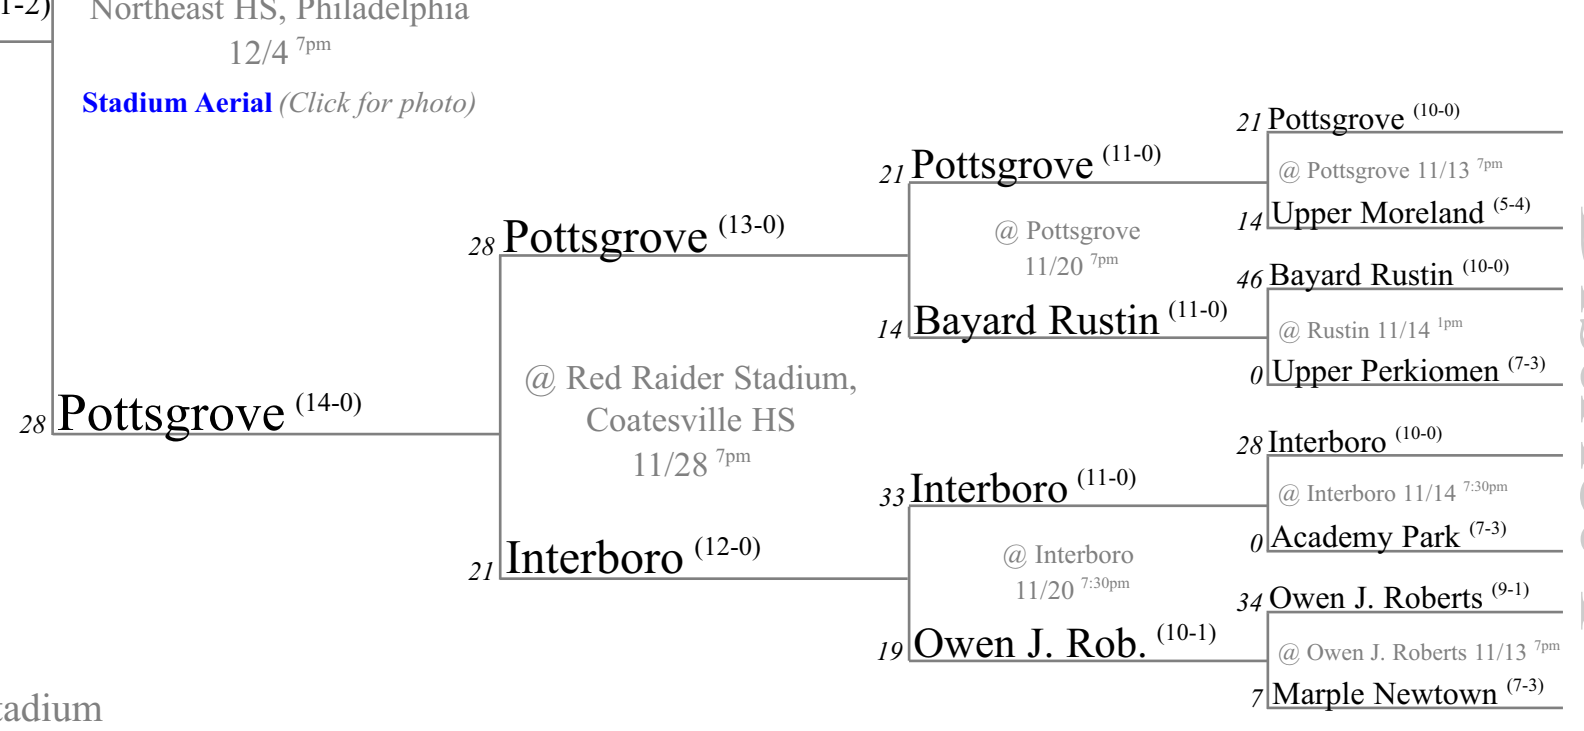 1-2)
Northeast HS, Philadelphia
12/4 7pm
Stadium Aerial (Click for photo)
28 Pottsgrove (14-0)
28 Pottsgrove (13-0)
@ Red Raider Stadium,
Coatesville HS
11/28 7pm
21 Interboro (12-0)
21 Pottsgrove (11-0)
@ Pottsgrove
11/20 7pm
14 Bayard Rustin (11-0)
33 Interboro (11-0)
@ Interboro
11/20 7:30pm
19 Owen J. Rob. (10-1)
21 Pottsgrove (10-0)
@ Pottsgrove 11/13 7pm
14 Upper Moreland (5-4)
46 Bayard Rustin (10-0)
@ Rustin 11/14 1pm
0 Upper Perkiomen (7-3)
28 Interboro (10-0)
@ Interboro 11/14 7:30pm
0 Academy Park (7-3)
34 Owen J. Roberts (9-1)
@ Owen J. Roberts 11/13 7pm
7 Marple Newtown (7-3)
tadium